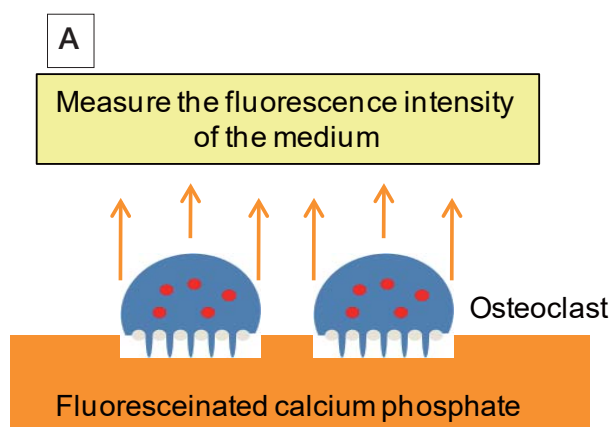 A
Measure the fluorescence intensity
of the medium
Osteoclast
Fluoresceinated calcium phosphate